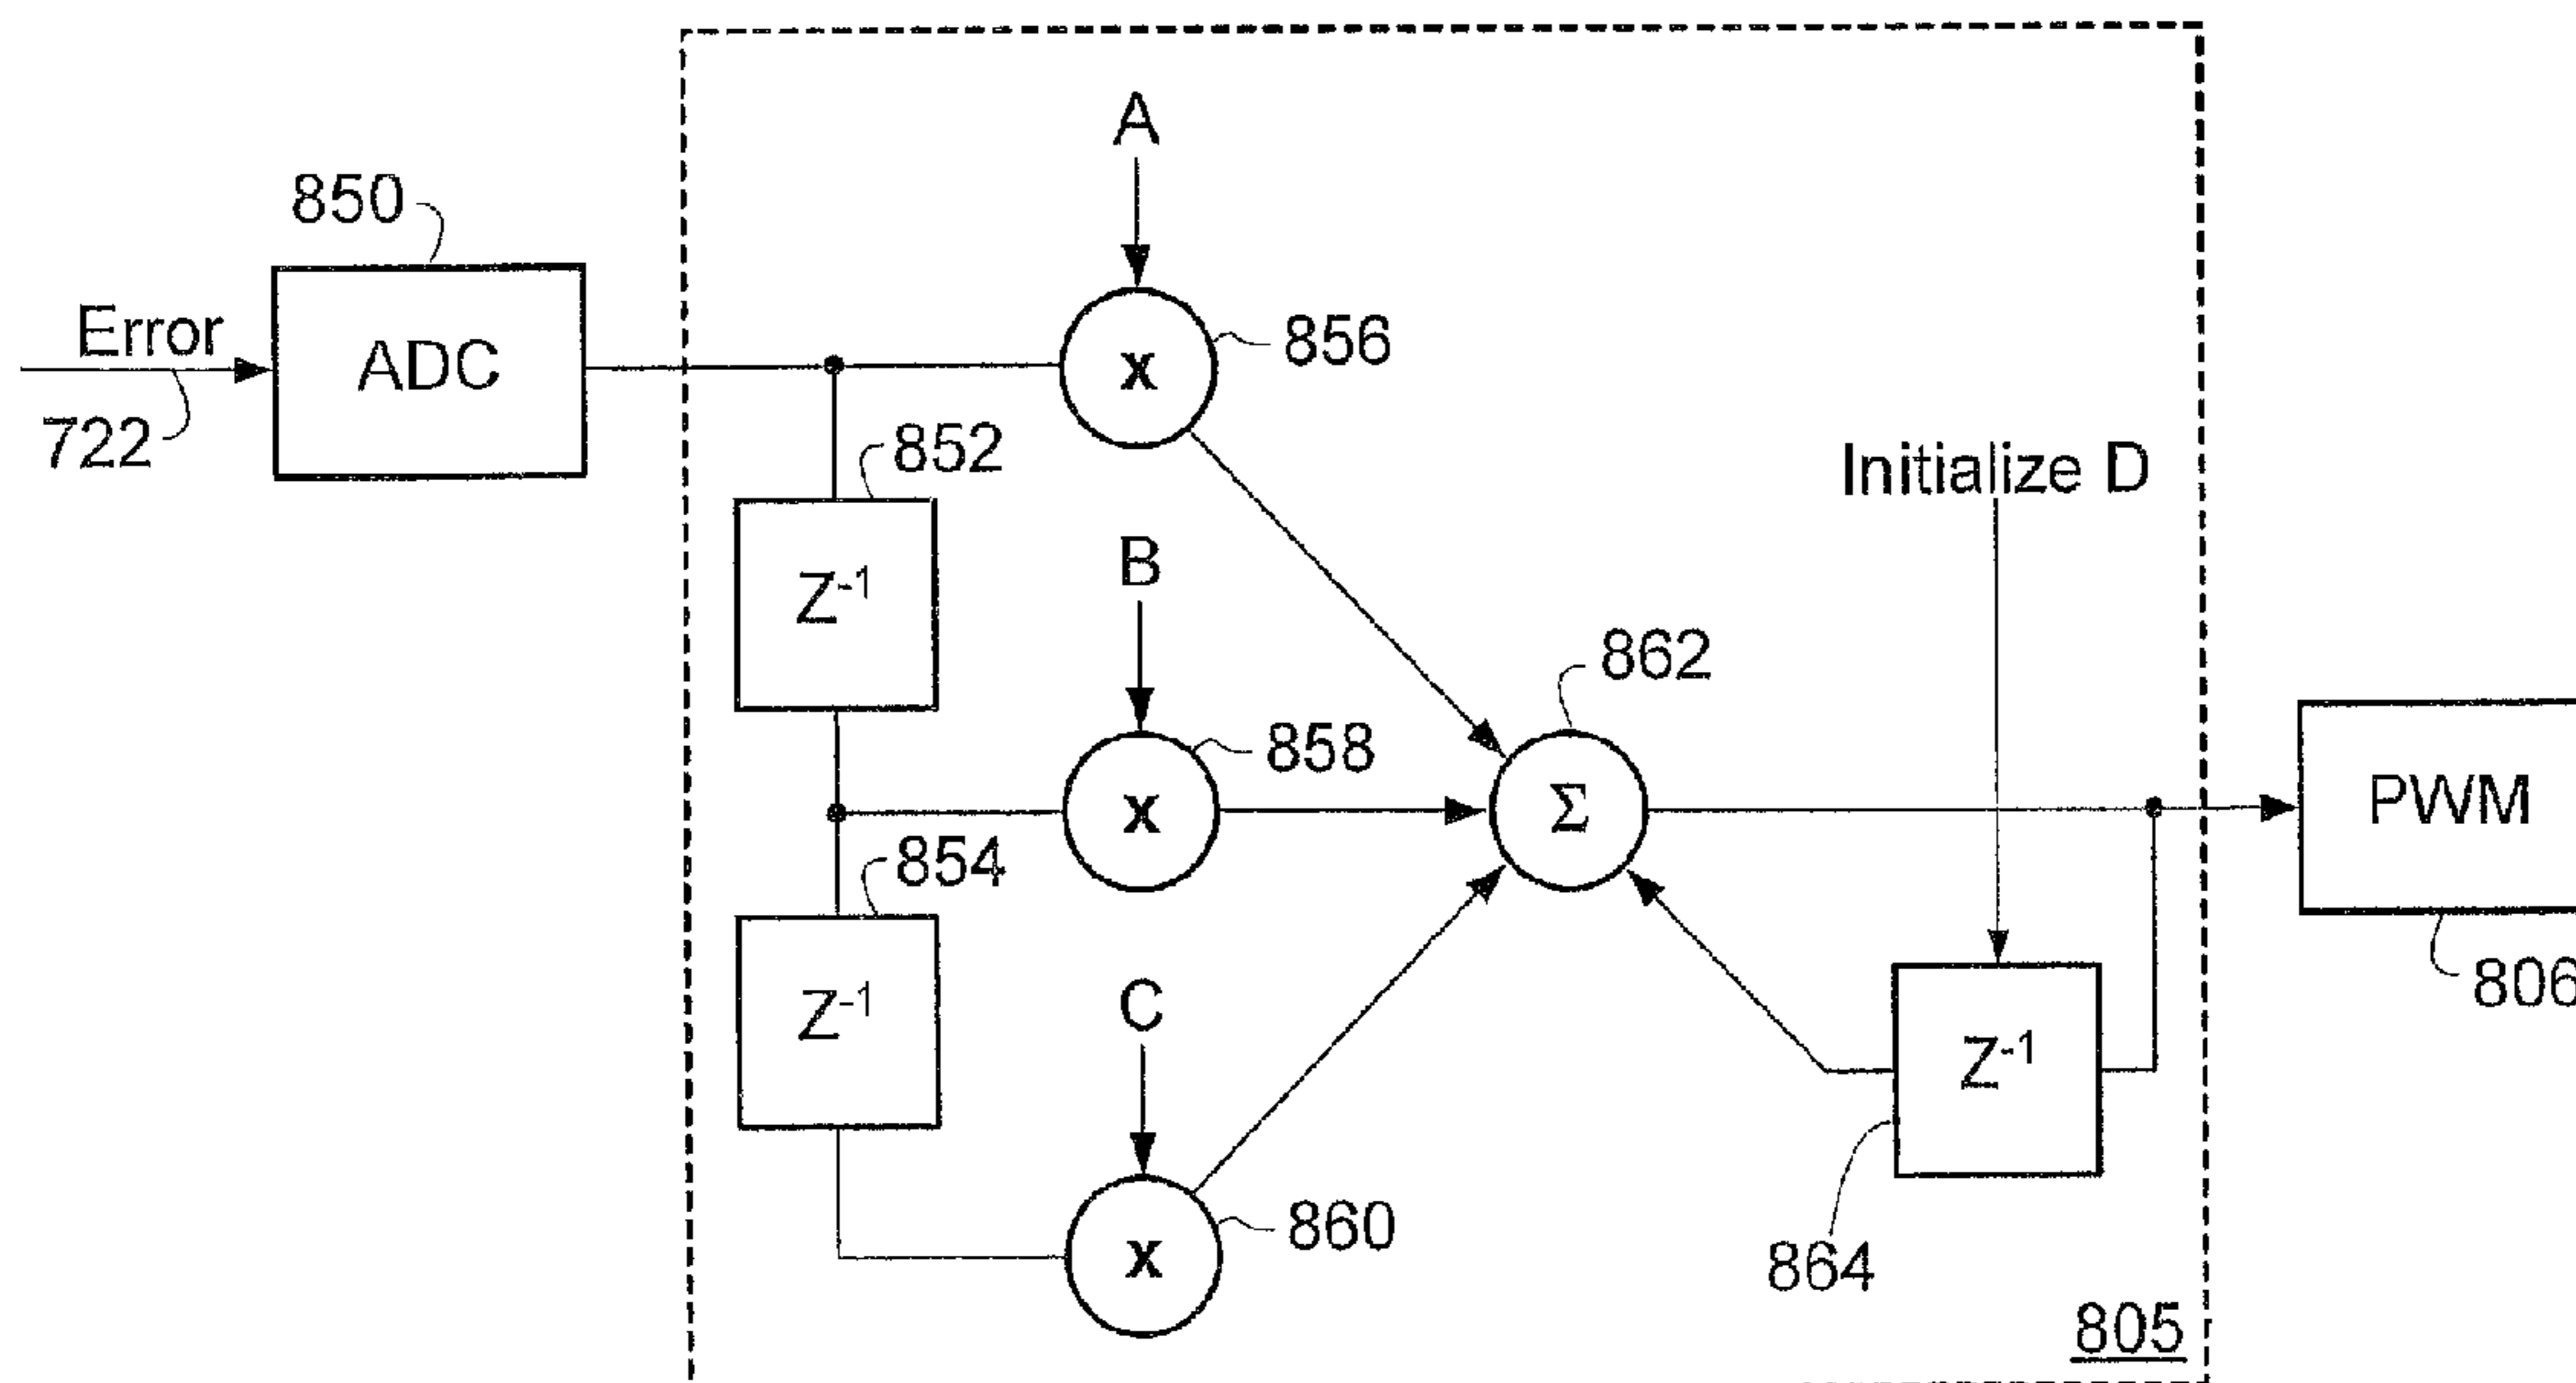 A
850
Error
ADC
722
856
x
852
Initialize D
Z-1
B
862
858
x
Σ
PWM
854
806
Z-1
C
Z-1
860
x
864
805